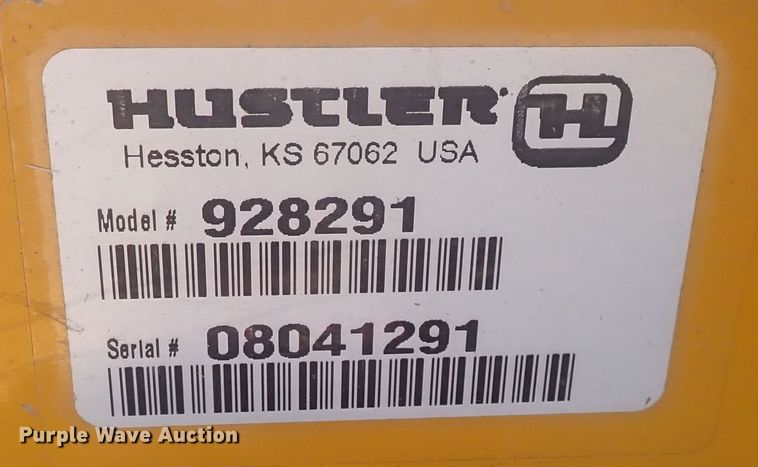 HUSTLER H
Hesston, KS 67062 USA
Model # 928291
Serial # 08041291
Purple Wave Auction